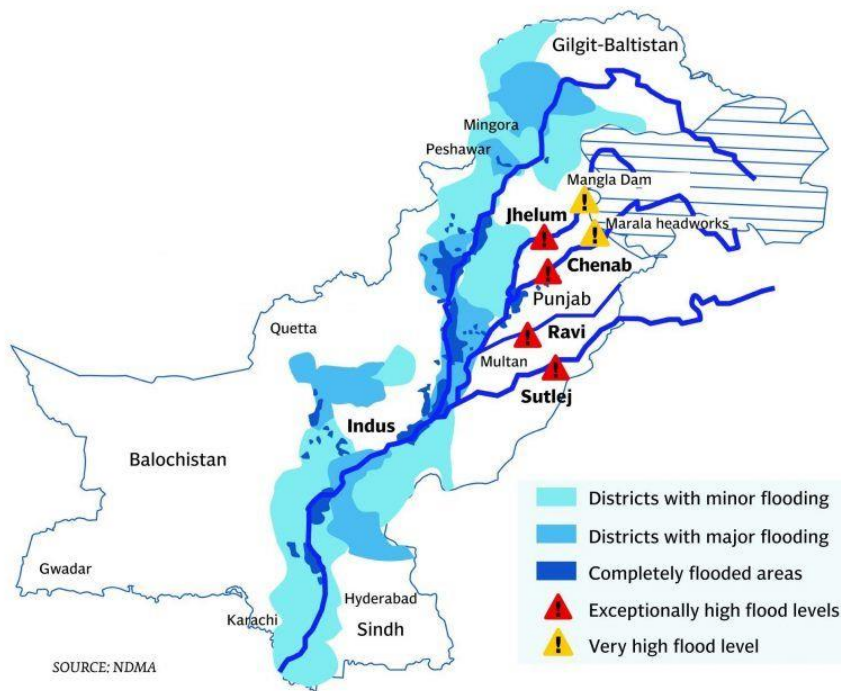 Gilgit-Baltistan
Mingora
Peshawar
Mangla Dam
Jhelum
Marala headworks
Chenab
Punjab
Quetta
Ravi
Multan
Sutlej
Indus
Balochistan
Districts with minor flooding
Districts with major flooding
Gwadar
Completely flooded areas
Hyderabad
Exceptionally high flood levels
Karachi
Sindh
Very high flood level
SOURCE: NDMA